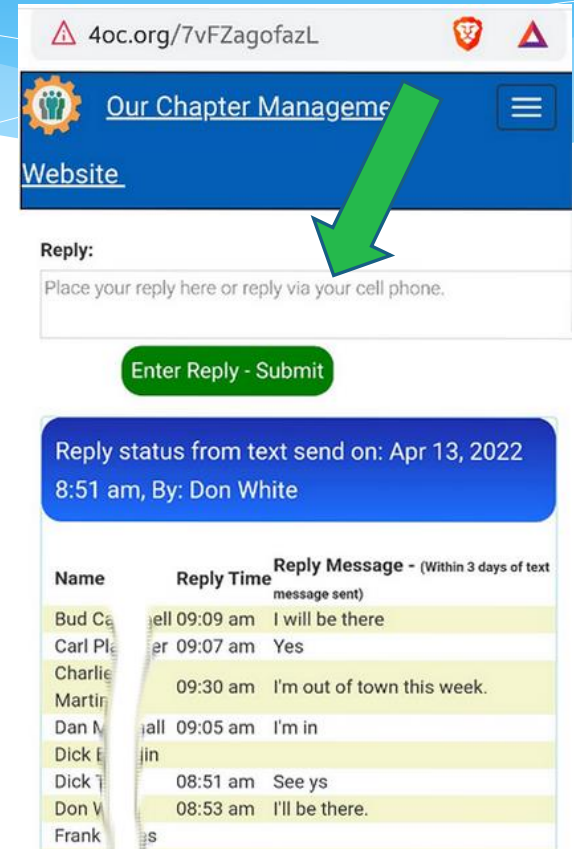 4oc.org/7vFZagofazL
Our Chapter
Website
Reply:
Place your reply here or reply via your cell phone.
Enter Reply - Submit
Reply status from text send on: Apr 13, 2022
8:51 am, By: Don White
Name Reply Time Reply Message - (Within 3 days of text
message sent)
Bud 09:09 am I will be there
Carl 09:07 am Yes
Charlie
09:30 am I'm out of town this week.
Dan 09:05 am I'm in
Dick
Dick 08:51 am See ys
Don 08:53 am I'll be there.
Frank